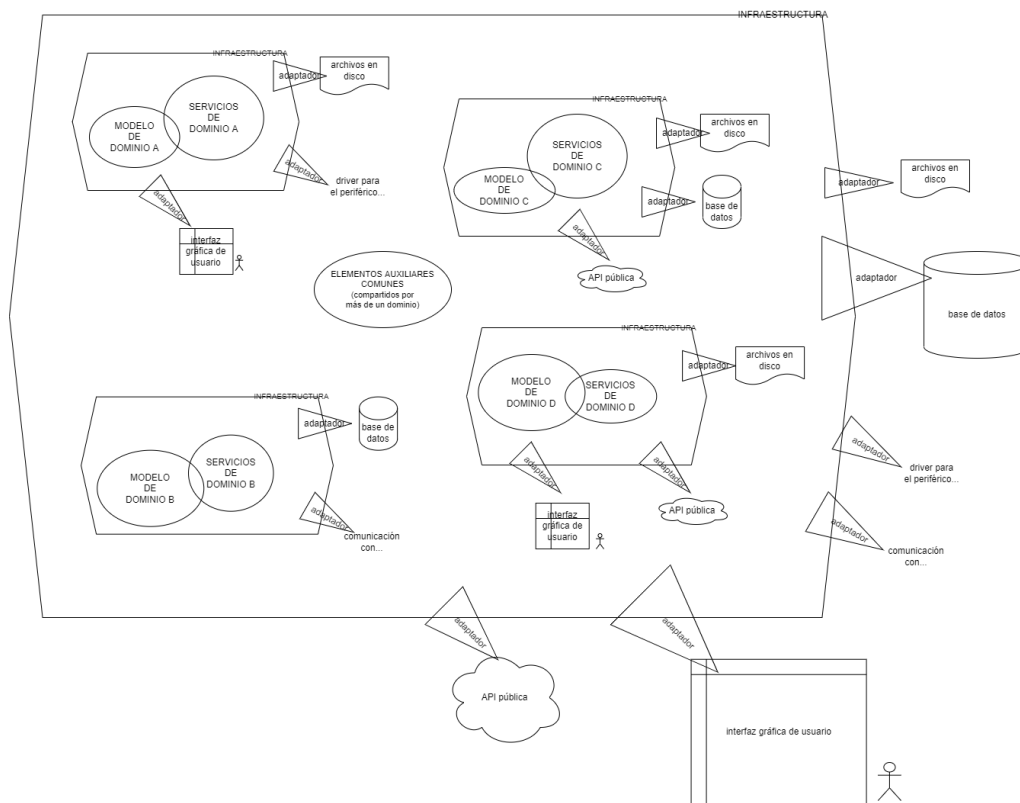 INFRAESTRUCTURA
INFRAESTRUCTURA
SERVICIOS
DE
DOMINIO A
MODELO
DE
DOMINIO A
adaptador
archivos en
disco
adaptador
driver para
el periférico...
adaptador
interfaz
gráfica de
usuario
INFRAESTRUCTURA
SERVICIOS
DE
DOMINIO C
MODELO
DE
DOMINIO C
adaptador
archivos en
disco
adaptador
base de
datos
adaptador
API pública
ELEMENTOS AUXILIARES
COMUNES
(compartidos por
más de un dominio)
INFRAESTRUCTURA
MODELO
DE
DOMINIO D
SERVICIOS
DE
DOMINIO D
adaptador
archivos en
disco
adaptador
interfaz
gráfica de
usuario
adaptador
API pública
INFRAESTRUCTURA
SERVICIOS
DE
DOMINIO B
MODELO
DE
DOMINIO B
adaptador
base de
datos
adaptador
comunicación
con...
adaptador
archivos en
disco
adaptador
base de datos
adaptador
driver para
el periférico...
adaptador
comunicación
con...
adaptador
API pública
adaptador
interfaz gráfica de usuario